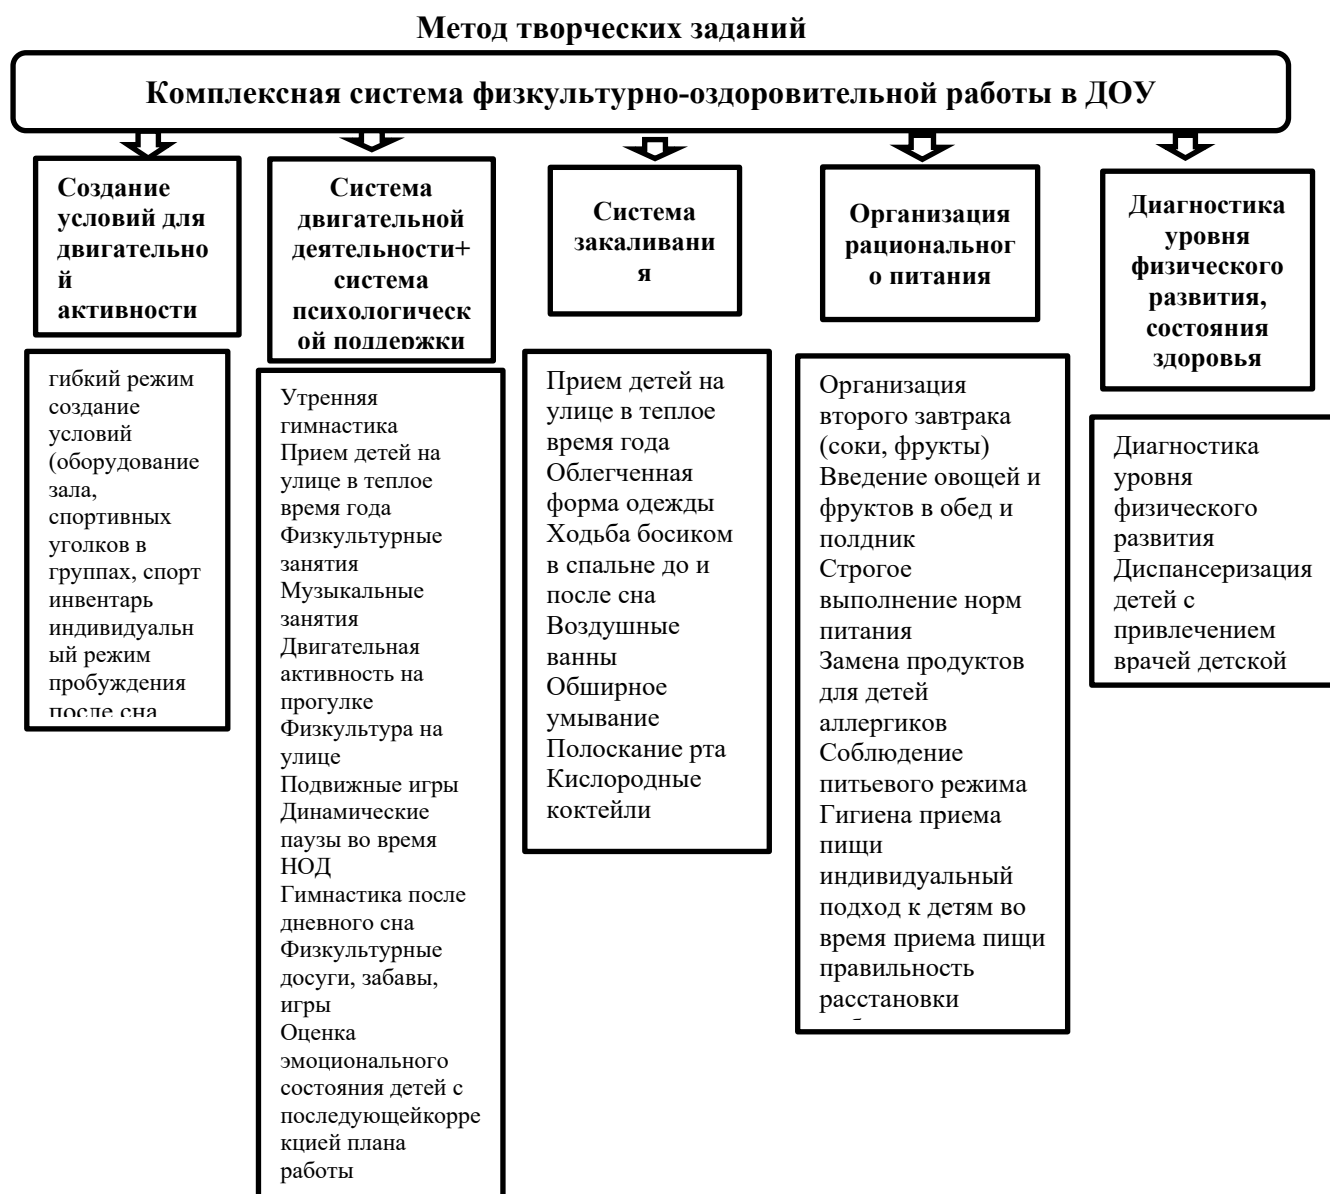 Метод творческих заданий
Комплексная система физкультурно-оздоровительной работы в ДОУ
Создание
условий для
двигательно
й
активности
гибкий режим
создание
условий
(оборудование
зала,
спортивных
уголков в
группах, спорт
инвентарь
индивидуальн
ый режим
пробуждения
после сна
Система
двигательной
деятельности+
система
психологическ
ой поддержки
Утренняя
гимнастика
Прием детей на
улице в теплое
время года
Физкультурные
занятия
Музыкальные
занятия
Двигательная
активность на
прогулке
Физкультура на
улице
Подвижные игры
Динамические
паузы во время
НОД
Гимнастика после
дневного сна
Физкультурные
досуги, забавы,
игры
Оценка
эмоционального
состояния детей с
последующейкорре
кцией плана
работы
Система
закаливани
я
Прием детей на
улице в теплое
время года
Облегченная
форма одежды
Ходьба босиком
в спальне до и
после сна
Воздушные
ванны
Обширное
умывание
Полоскание рта
Кислородные
коктейли
Организация
рациональног
о питания
Организация
второго завтрака
(соки, фрукты)
Введение овощей и
фруктов в обед и
полдник
Строгое
выполнение норм
питания
Замена продуктов
для детей
аллергиков
Соблюдение
питьевого режима
Гигиена приема
пищи
индивидуальный
подход к детям во
время приема пищи
правильность
расстановки
Диагностика
уровня
физического
развития,
состояния
здоровья
Диагностика
уровня
физического
развития
Диспансеризация
детей с
привлечением
врачей детской